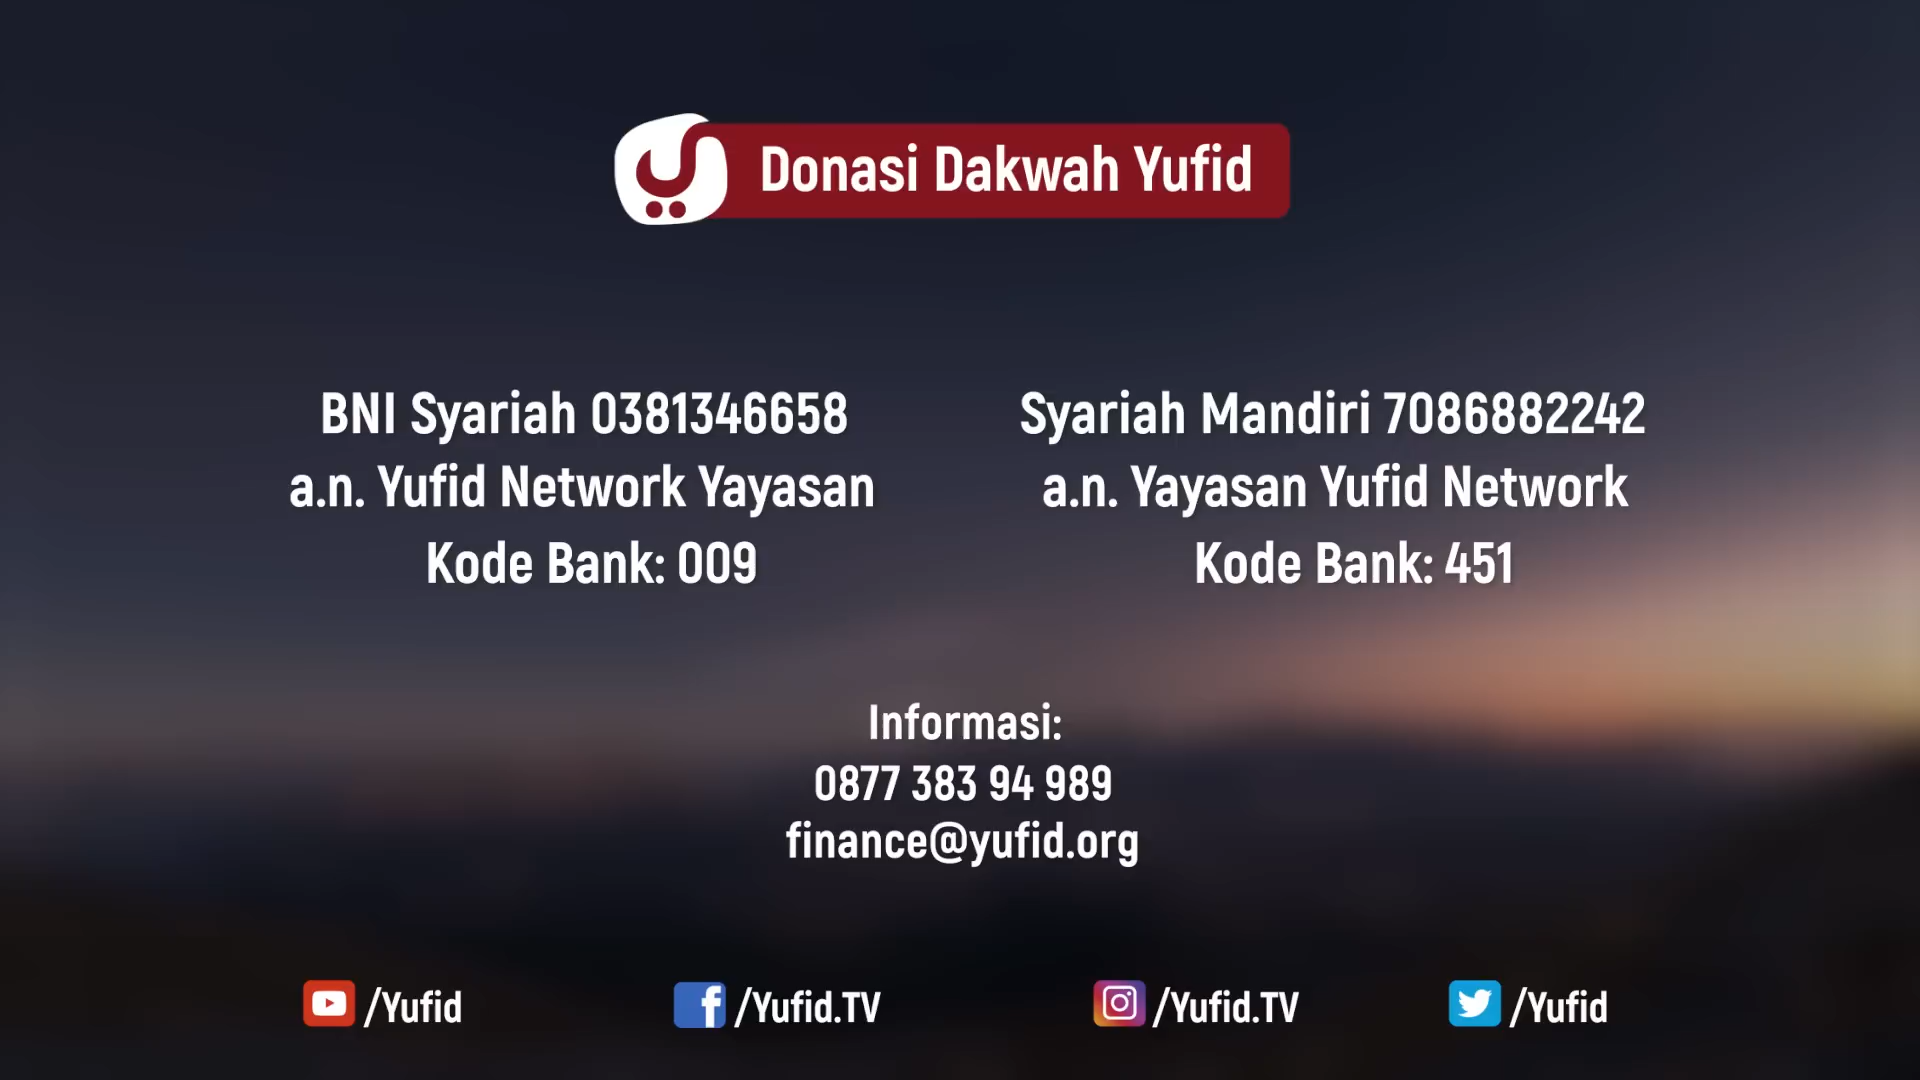 Donasi Dakwah Yufid
BNI Syariah 0381346658
a.n. Yufid Network Yayasan
Kode Bank: 009
Syariah Mandiri 7086882242
a.n. Yayasan Yufid Network
Kode Bank: 451
Informasi:
0877 383 94 989
finance@yufid.org
/Yufid
/Yufid.TV
/Yufid.TV
/Yufid